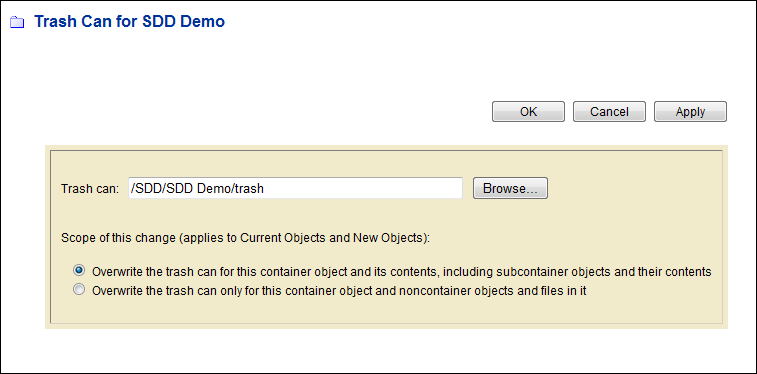 Trash Can for SDD Demo
OK Cancel Apply
Trash can: /SDD/SDD Demo/trash Browse...
Scope of this change (applies to Current Objects and New Objects):
Overwrite the trash can for this container object and its contents, including subcontainer objects and their contents
Overwrite the trash can only for this container object and noncontainer objects and files in it